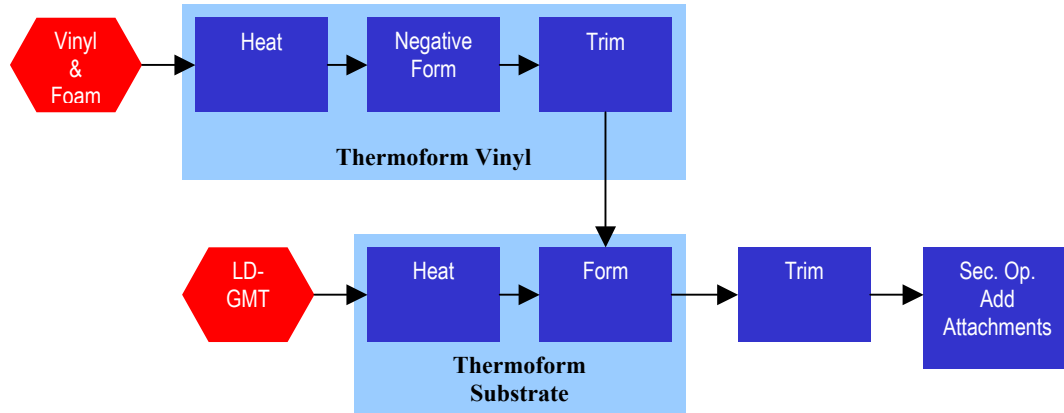 Vinyl
&
Foam
Heat
Negative
Form
Trim
Thermoform Vinyl
LD-
GMT
Heat
Form
Trim
Sec. Op.
Add
Attachments
Thermoform
Substrate